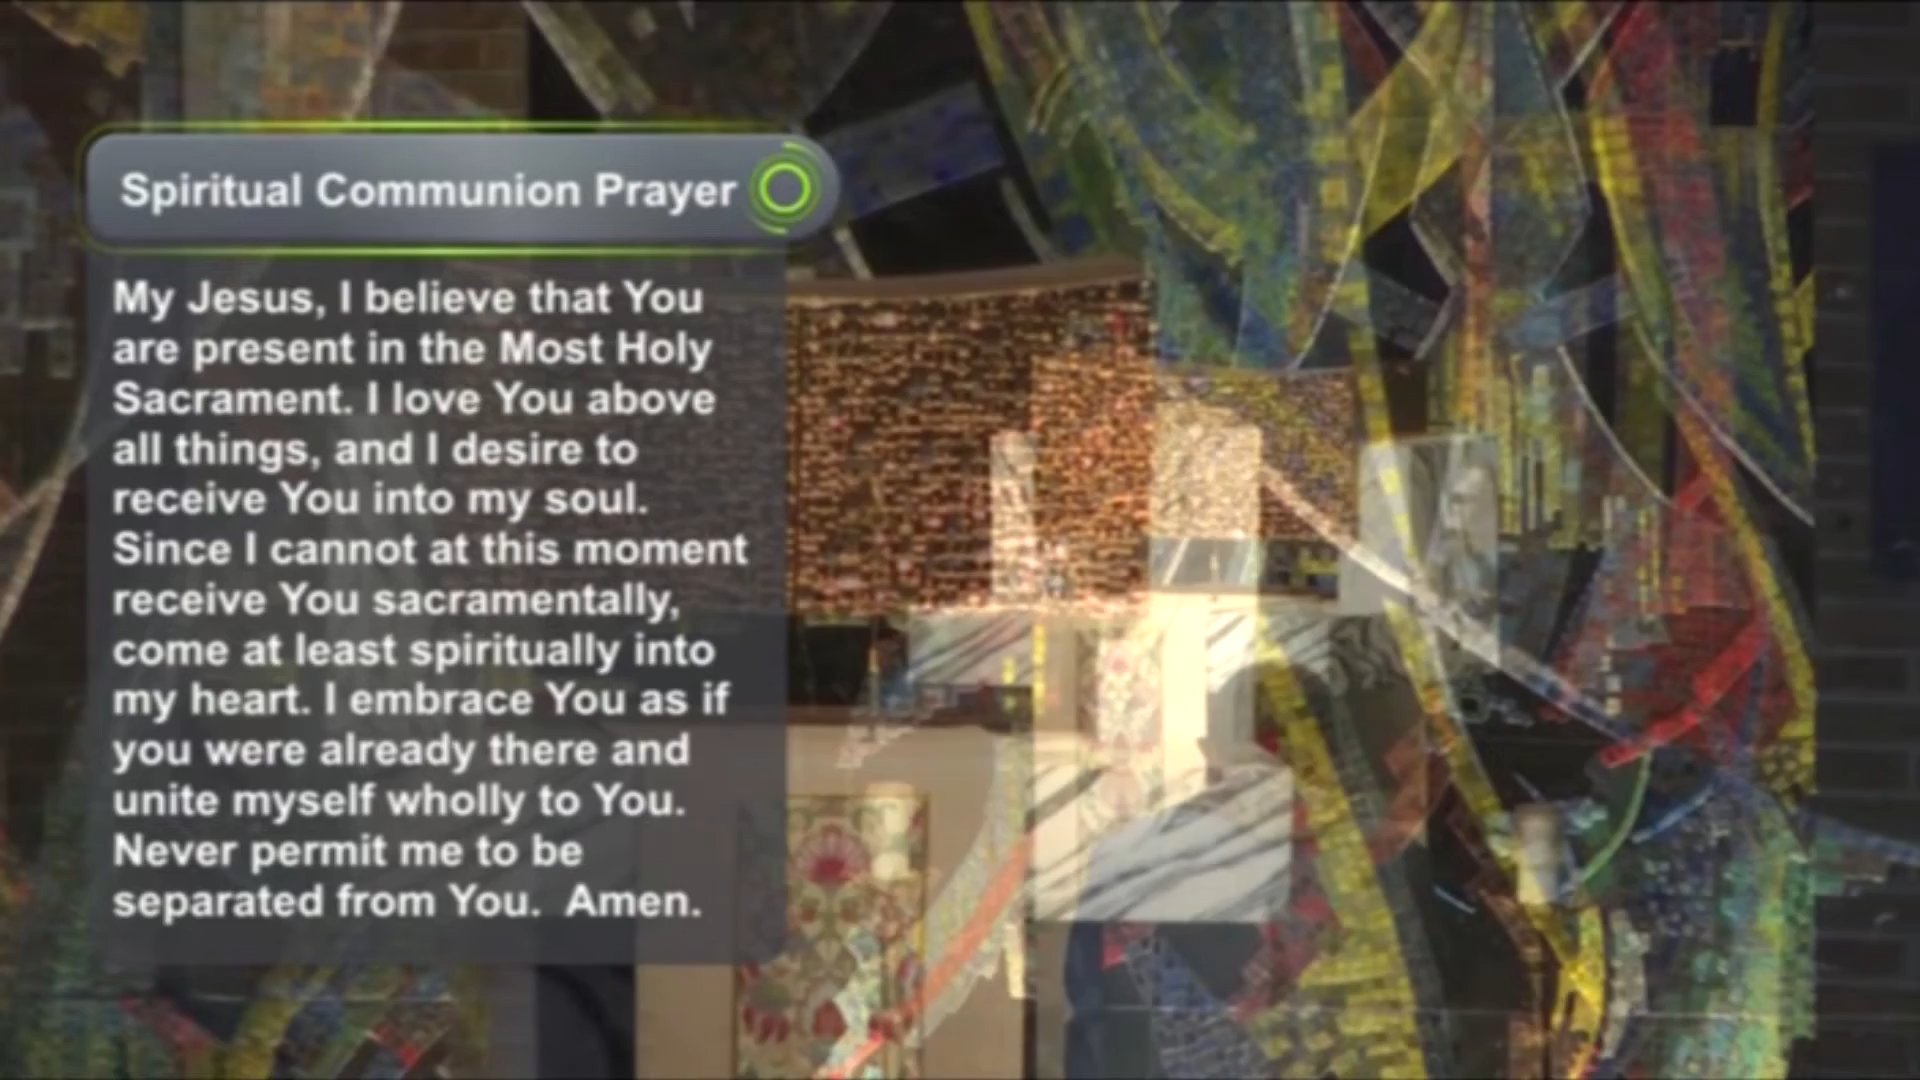 Spiritual Communion Prayer
My Jesus, I believe that You
are present in the Most Holy
Sacrament. I love You above
all things, and I desire to
receive You into my soul.
Since I cannot at this moment
receive You sacramentally,
come at least spiritually into
my heart. I embrace You as if
you were already there and
unite myself wholly to You.
Never permit me to be
separated from You.  Amen.